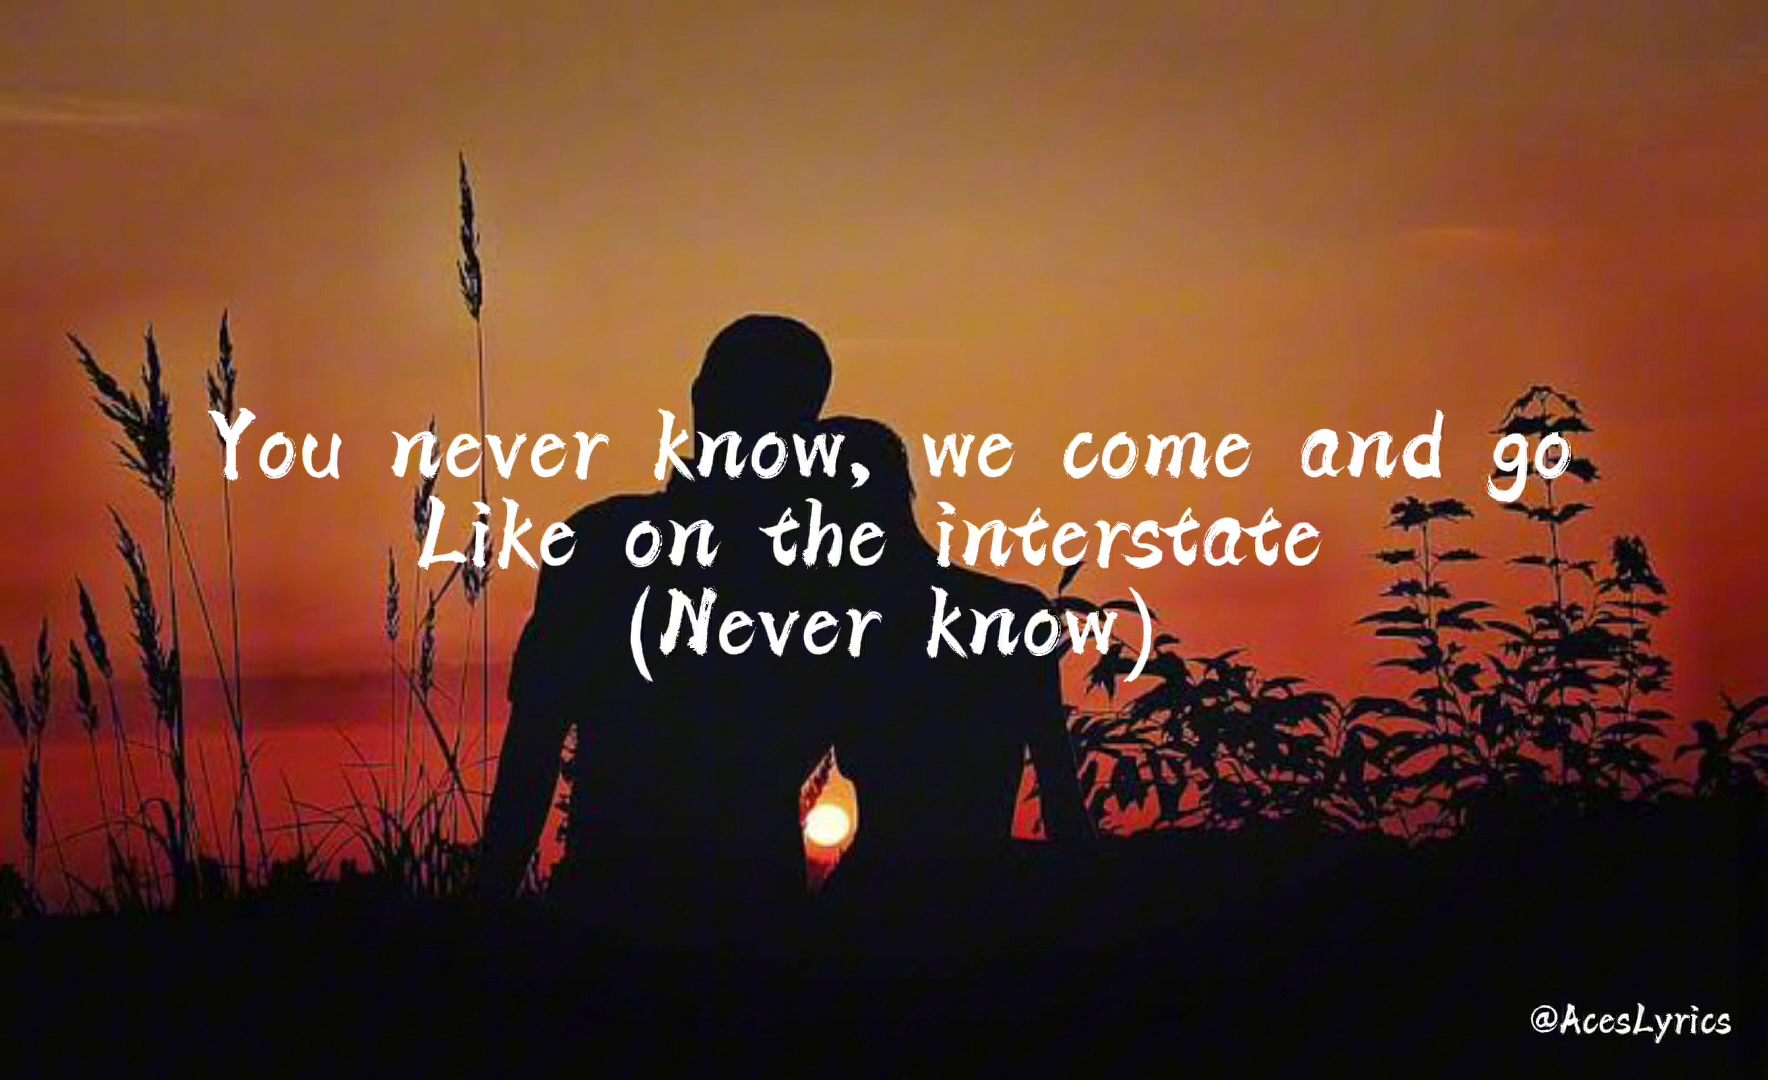 You never know, we come and go
Like on the interstate
(Never know)
@AcesLyrics